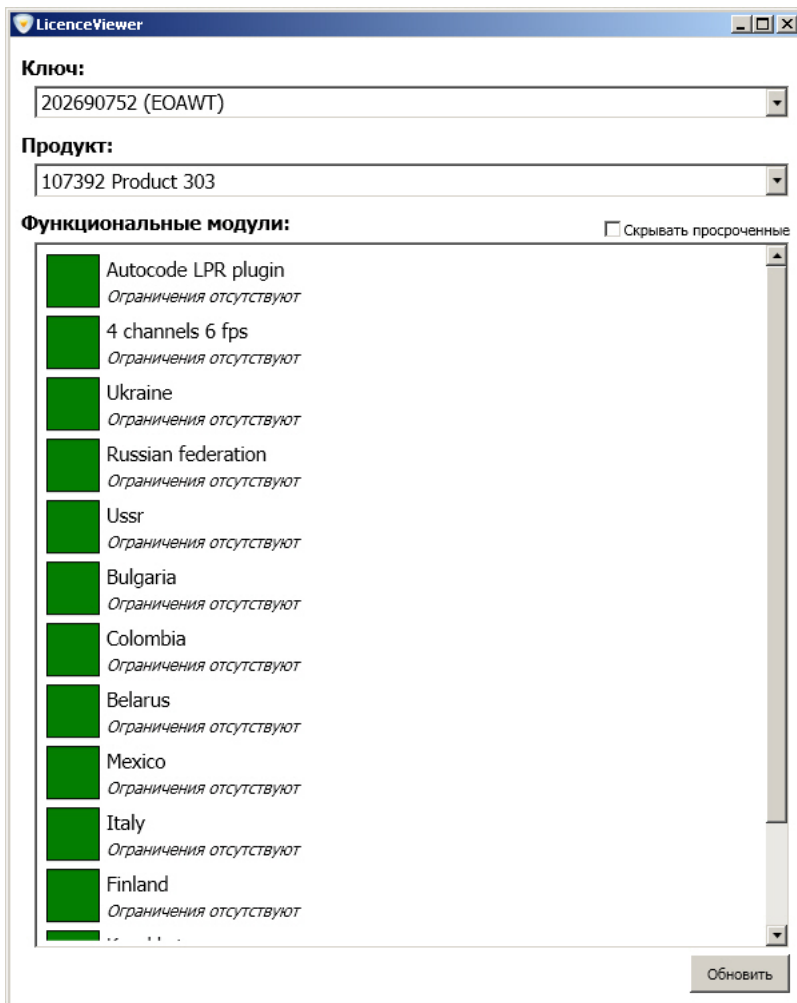 LicenceViewer
Ключ:
202690752 (EOAWT)
Продукт:
107392 Product 303
Функциональные модули:
Скрывать просроченные
Autocode LPR plugin
Ограничения отсутствуют
4 channels 6 fps
Ограничения отсутствуют
Ukraine
Ограничения отсутствуют
Russian federation
Ограничения отсутствуют
Ussr
Ограничения отсутствуют
Bulgaria
Ограничения отсутствуют
Colombia
Ограничения отсутствуют
Belarus
Ограничения отсутствуют
Mexico
Ограничения отсутствуют
Italy
Ограничения отсутствуют
Finland
Ограничения отсутствуют
Обновить